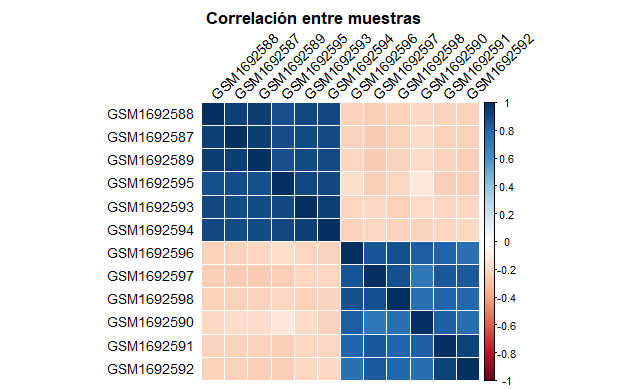 Correlación entre muestras
GSM1692588
GSM1692587
GSM1692589
GSM1692595
GSM1692593
GSM1692594
GSM1692596
GSM1692597
GSM1692598
GSM1692590
GSM1692591
GSM1692592
GSM1692588
GSM1692587
GSM1692589
GSM1692595
GSM1692593
GSM1692594
GSM1692596
GSM1692597
GSM1692598
GSM1692590
GSM1692591
GSM1692592
1
0.8
0.6
0.4
0.2
0
-0.2
-0.4
-0.6
-0.8
-1